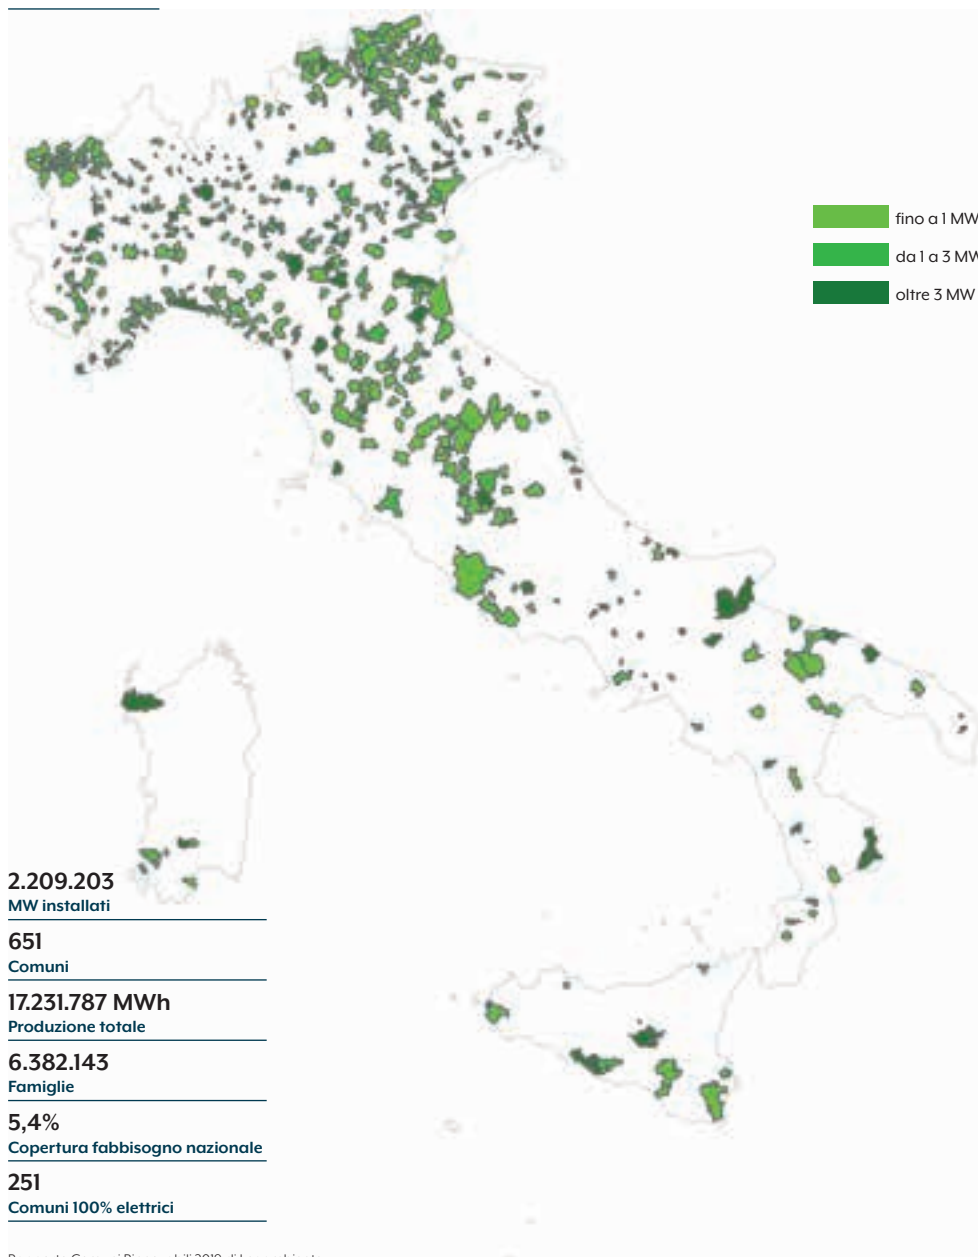 fino a 1 MW
da 1 a 3 MW
oltre 3 MW
2.209.203
MW installati
651
Comuni
17.231.787 MWh
Produzione totale
6.382.143
Famiglie
5,4%
Copertura fabbisogno nazionale
251
Comuni 100% elettrici